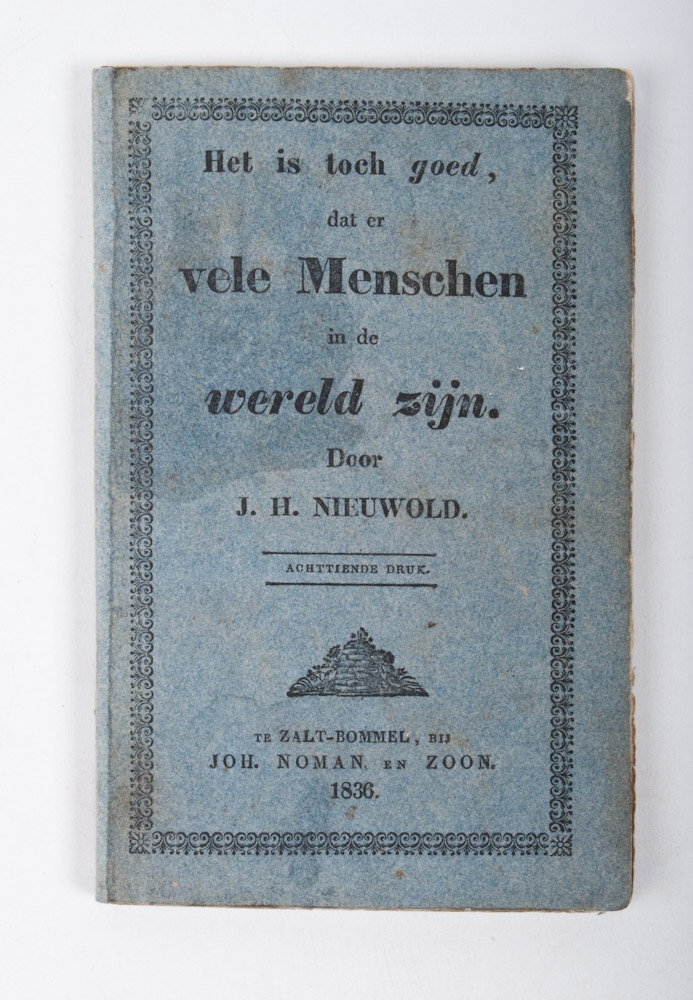 Het is toch goed,
dat er
vele Menschen
in de
wereld zijn.
Door
J. H. NIEUWOLD.
ACHTTIENDE DRUK.
TE ZALT-BOMMEL, BIJ
JOH. NOMAN EN ZOON.
1836.